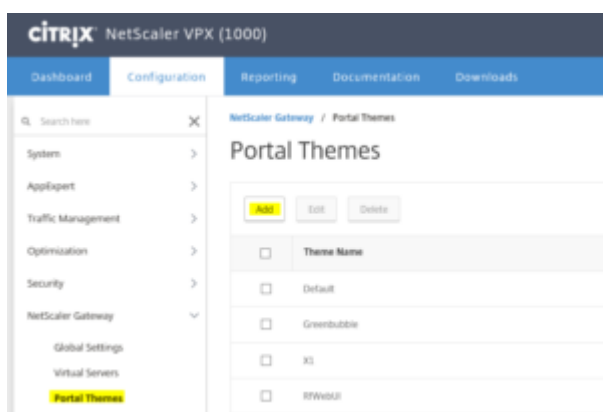 CİTRIX NetScaler VPX (1000)
Dashboard Configuration Reporting Documentation Downloads
Search here
NetScaler Gateway / Portal Themes
Portal Themes
System
AppExpert
Traffic Management
Optimization
Security
NetScaler Gateway
Global Settings
Virtual Servers
Portal Themes
Add Edit Delete
Theme Name
Default
Greenbubble
X1
RfWebUI